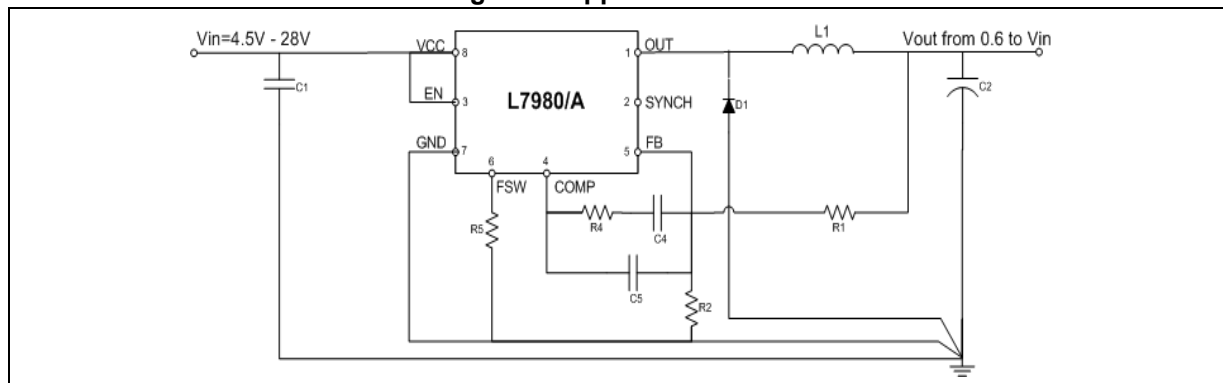 Vin=4.5V - 28V
VCC
8
OUT
1
L1
Vout from 0.6 to Vin
C1
EN
3
L7980/A
2
SYNCH
D1
C2
GND
7
FB
5
6
4
FSW
COMP
R5
R4
C4
R1
C5
R2